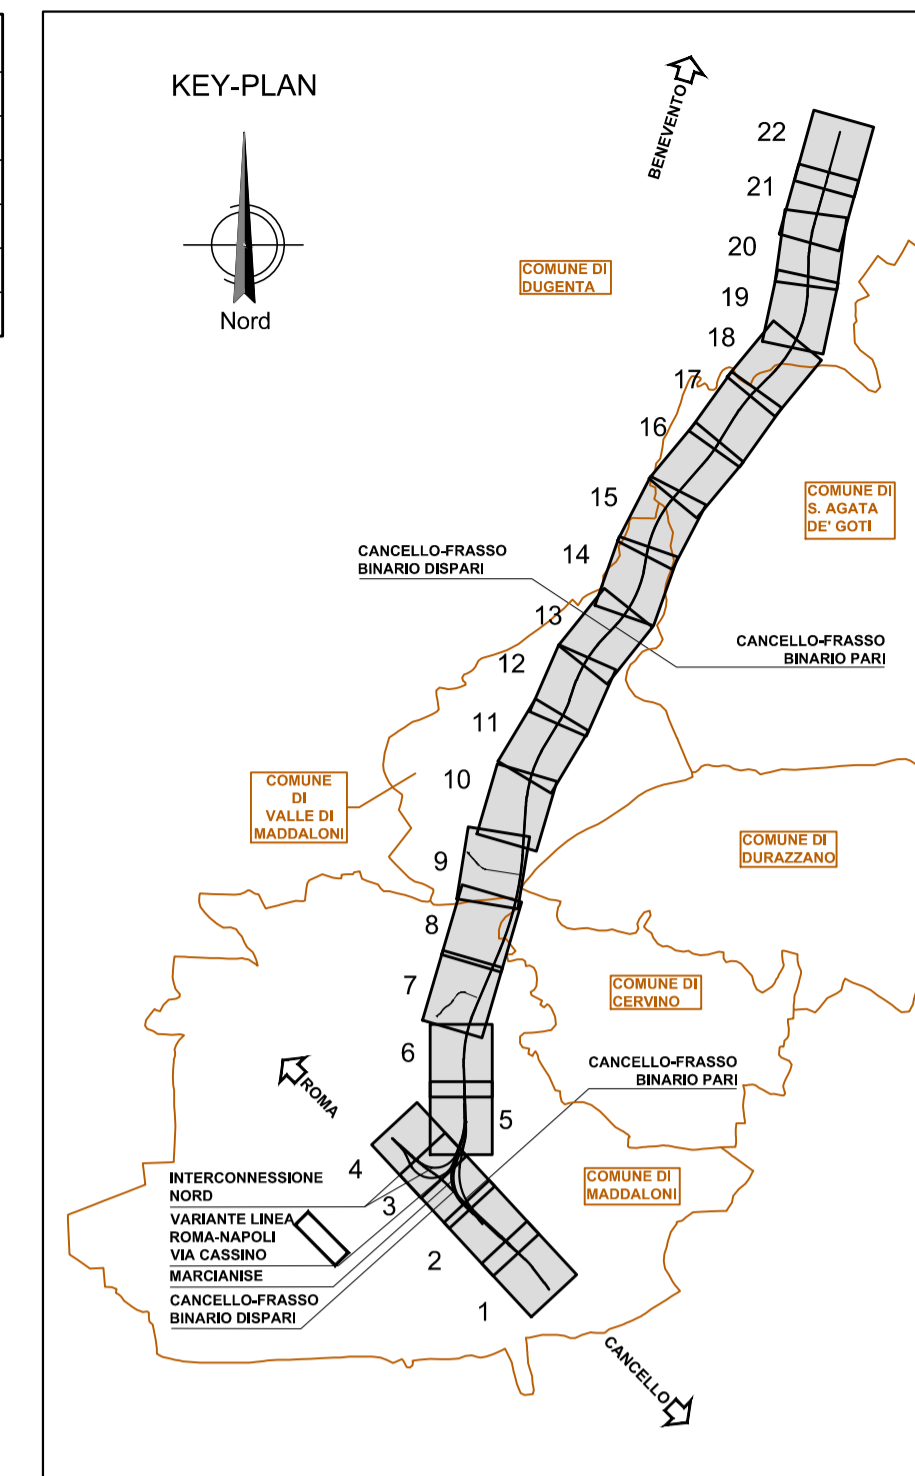 KEY-PLAN
Nord
BENEVENTO
22
21
20
19
18
17
16
15
14
13
12
11
10
9
8
7
6
5
4
3
2
1
COMUNE DI
DUGENTA
COMUNE DI
S. AGATA
DE' GOTI
CANCELLO-FRASSO
BINARIO DISPARI
CANCELLO-FRASSO
BINARIO PARI
COMUNE
DI
VALLE DI
MADDALONI
COMUNE DI
DURAZZANO
COMUNE DI
CERVINO
CANCELLO-FRASSO
BINARIO PARI
ROMA
COMUNE DI
MADDALONI
INTERCONNESSIONE
NORD
VARIANTE LINEA
ROMA-NAPOLI
VIA CASSINO
MARCIANISE
CANCELLO-FRASSO
BINARIO DISPARI
CANCELLO